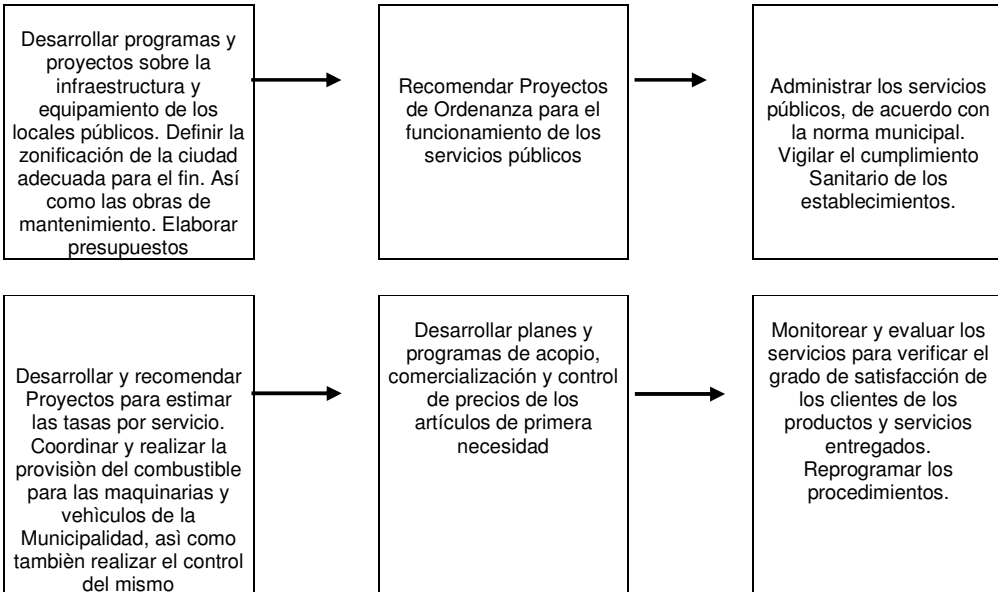 Desarrollar programas y
proyectos sobre la
infraestructura y
equipamiento de los
locales públicos. Definir la
zonificación de la ciudad
adecuada para el fin. Así
como las obras de
mantenimiento. Elaborar
presupuestos
Recomendar Proyectos
de Ordenanza para el
funcionamiento de los
servicios públicos
Administrar los servicios
públicos, de acuerdo con
la norma municipal.
Vigilar el cumplimiento
Sanitario de los
establecimientos.
Desarrollar y recomendar
Proyectos para estimar
las tasas por servicio.
Coordinar y realizar la
provisiòn del combustible
para las maquinarias y
vehìculos de la
Municipalidad, asì como
tambièn realizar el control
del mismo
Desarrollar planes y
programas de acopio,
comercialización y control
de precios de los
artículos de primera
necesidad
Monitorear y evaluar los
servicios para verificar el
grado de satisfacción de
los clientes de los
productos y servicios
entregados.
Reprogramar los
procedimientos.